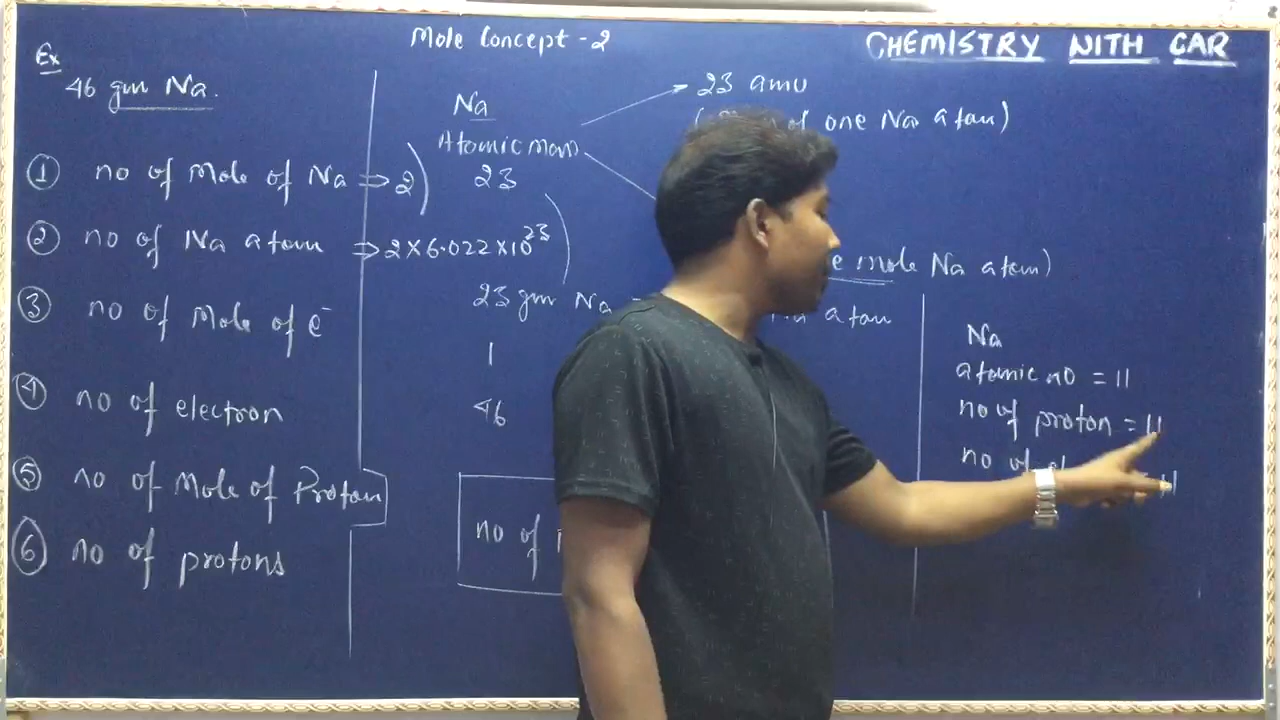 Mole Concept - 2
CHEMISTRY WITH CAR
Ex
46 gm Na.
① no of Mole of Na ⇒ 2)
② no of Na atom ⇒ 2×6.022×10²³
③ no of Mole of e⁻
④ no of electron
⑤ no of Mole of Proton
⑥ no of protons
Na
Atomic mass
23
23 amu
of one Na atom)
mole Na atom)
23 gm Na
atom
1
46
no of
Na
atomic no = 11
no of proton = 11
no of